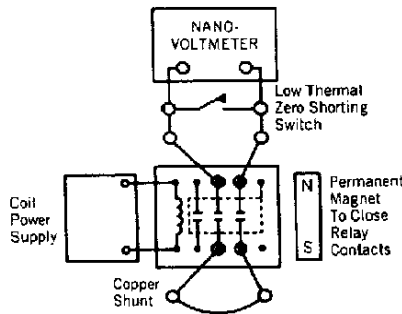 NANO-
VOLTMETER
Low Thermal
Zero Shorting
Switch
Coil
Power
Supply
N
S
Permanent
Magnet
To Close
Relay
Contacts
Copper
Shunt